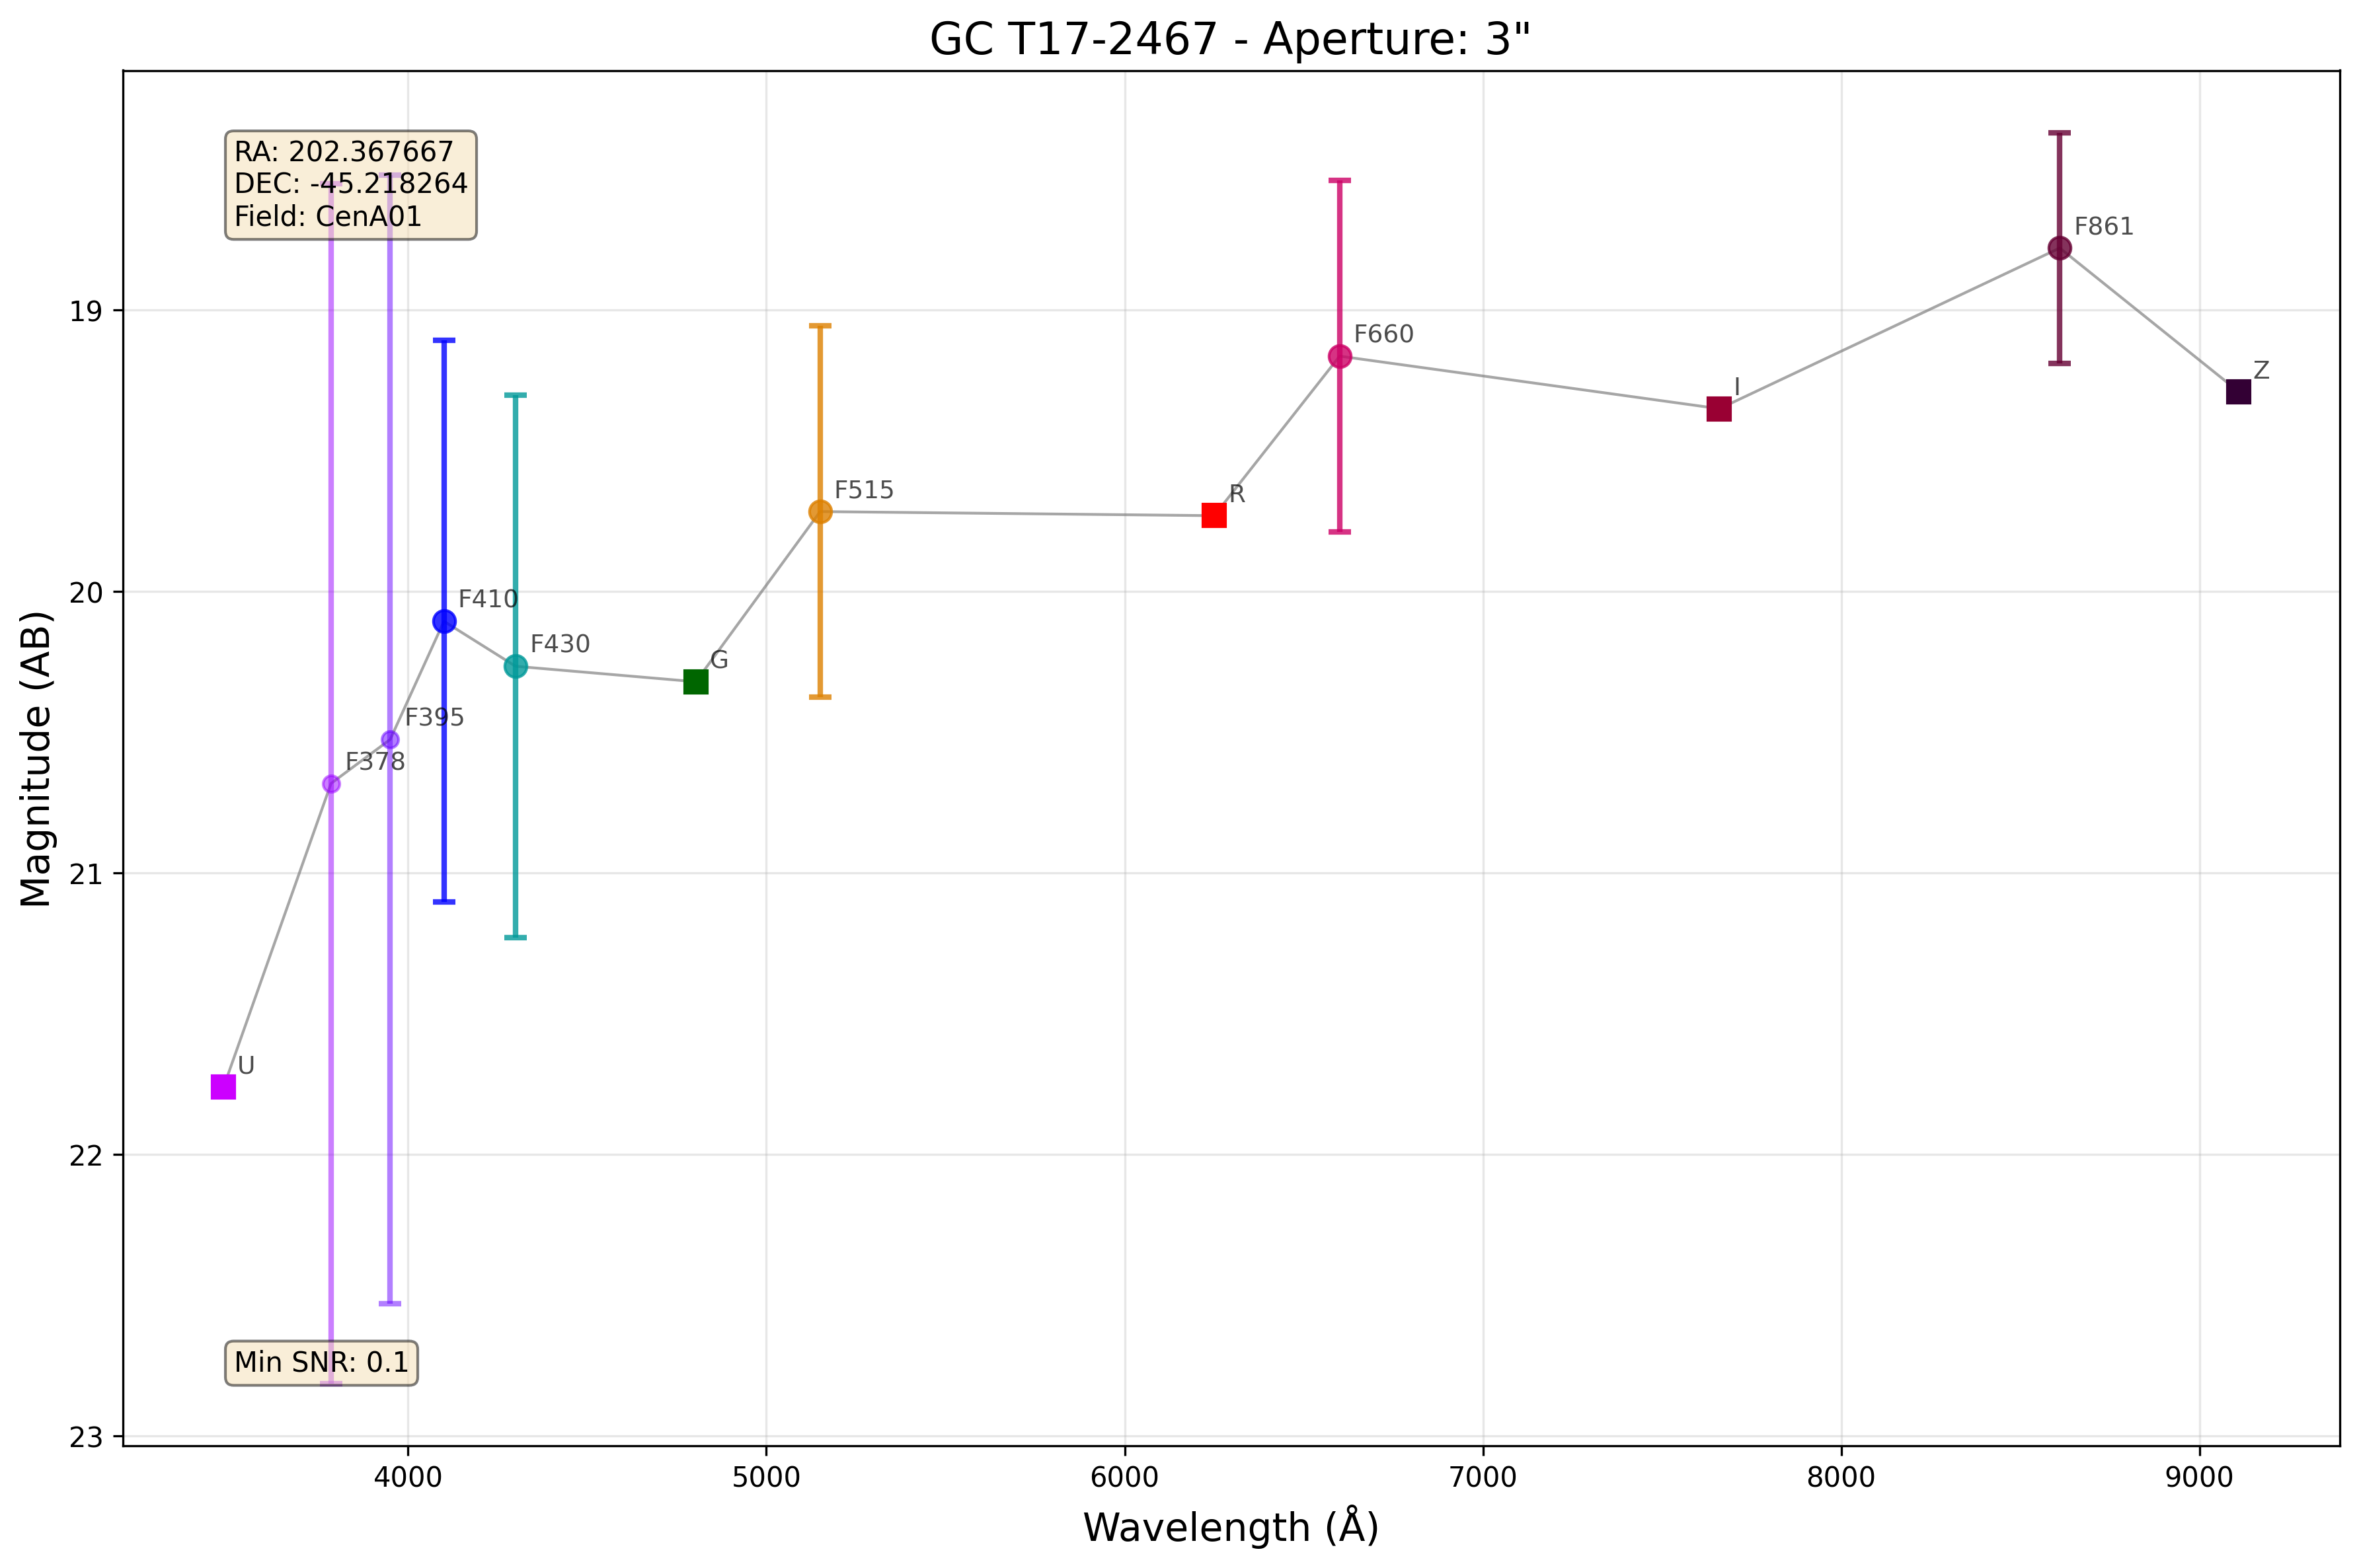 GC T17-2467 - Aperture: 3"
RA: 202.367667
DEC: -45.218264
Field: CenA01
F861
19
F660
Z
I
F515
R
20
F410
F430
G
F395
F378
Magnitude (AB)
21
U
22
Min SNR: 0.1
23
4000 5000 6000 7000 8000 9000
Wavelength (Å)